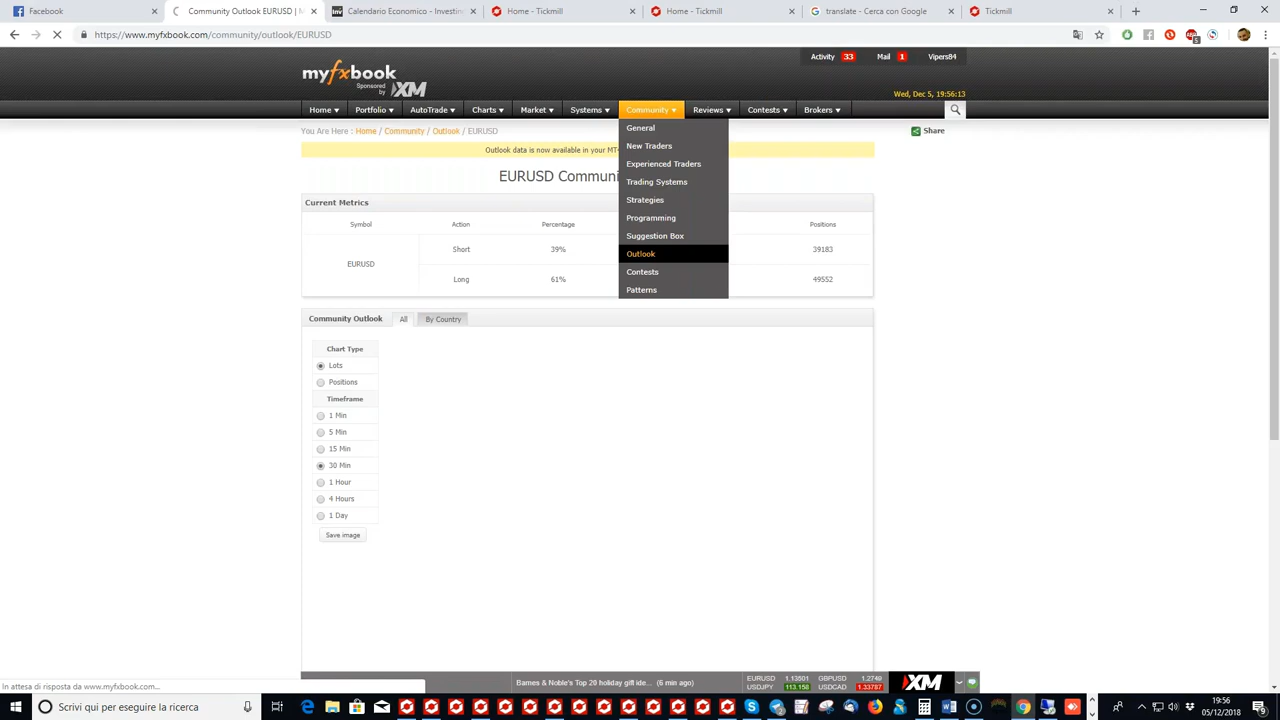 Facebook
Community Outlook EURUSD | M
Calendario Economico - Investing
Home - Tickmill
Home - Tickmill
translate - Cerca con Google
Tickmill
https://www.myfxbook.com/community/outlook/EURUSD
myfxbook
Sponsored by XM
Activity 33 Mail 1 Vipers84
Wed, Dec 5, 19:56:13
Home Portfolio AutoTrade Charts Market Systems Community Reviews Contests Brokers
You Are Here : Home / Community / Outlook / EURUSD
Share
General
New Traders
Experienced Traders
Trading Systems
Strategies
Programming
Suggestion Box
Outlook
Contests
Patterns
Outlook data is now available in your MT4
EURUSD Communi
Current Metrics
Symbol Action Percentage Positions
Short 39% 39183
EURUSD
Long 61% 49552
Community Outlook All By Country
Chart Type
Lots
Positions
Timeframe
1 Min
5 Min
15 Min
30 Min
1 Hour
4 Hours
1 Day
Save image
In attesa di risposta da www.myfxbook.com...
Barnes & Noble's Top 20 holiday gift ide... (6 min ago)
EURUSD 1.13501 GBPUSD 1.2749
USDJPY 113.158 USDCAD 1.33787
XM
Scrivi qui per eseguire la ricerca
19:56
05/12/2018